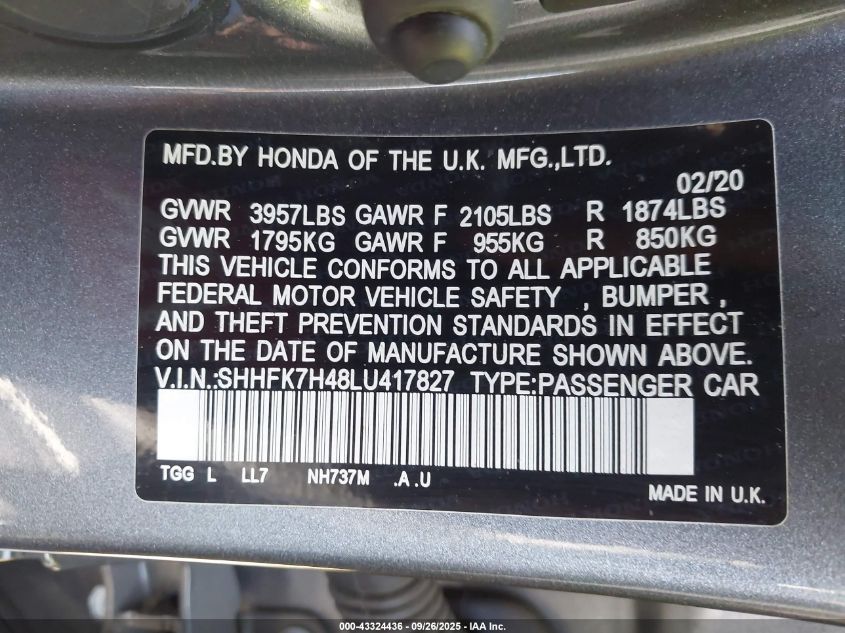 MFD.BY HONDA OF THE U.K. MFG.,LTD.
02/20
GVWR 3957LBS GAWR F 2105LBS R 1874LBS
GVWR 1795KG GAWR F 955KG R 850KG
THIS VEHICLE CONFORMS TO ALL APPLICABLE
FEDERAL MOTOR VEHICLE SAFETY , BUMPER ,
AND THEFT PREVENTION STANDARDS IN EFFECT
ON THE DATE OF MANUFACTURE SHOWN ABOVE.
V.I.N.:SHHFK7H48LU417827 TYPE:PASSENGER CAR
TGG L LL7 NH737M .A .U
MADE IN U.K.
000-43324436 - 09/26/2025 - IAA Inc.